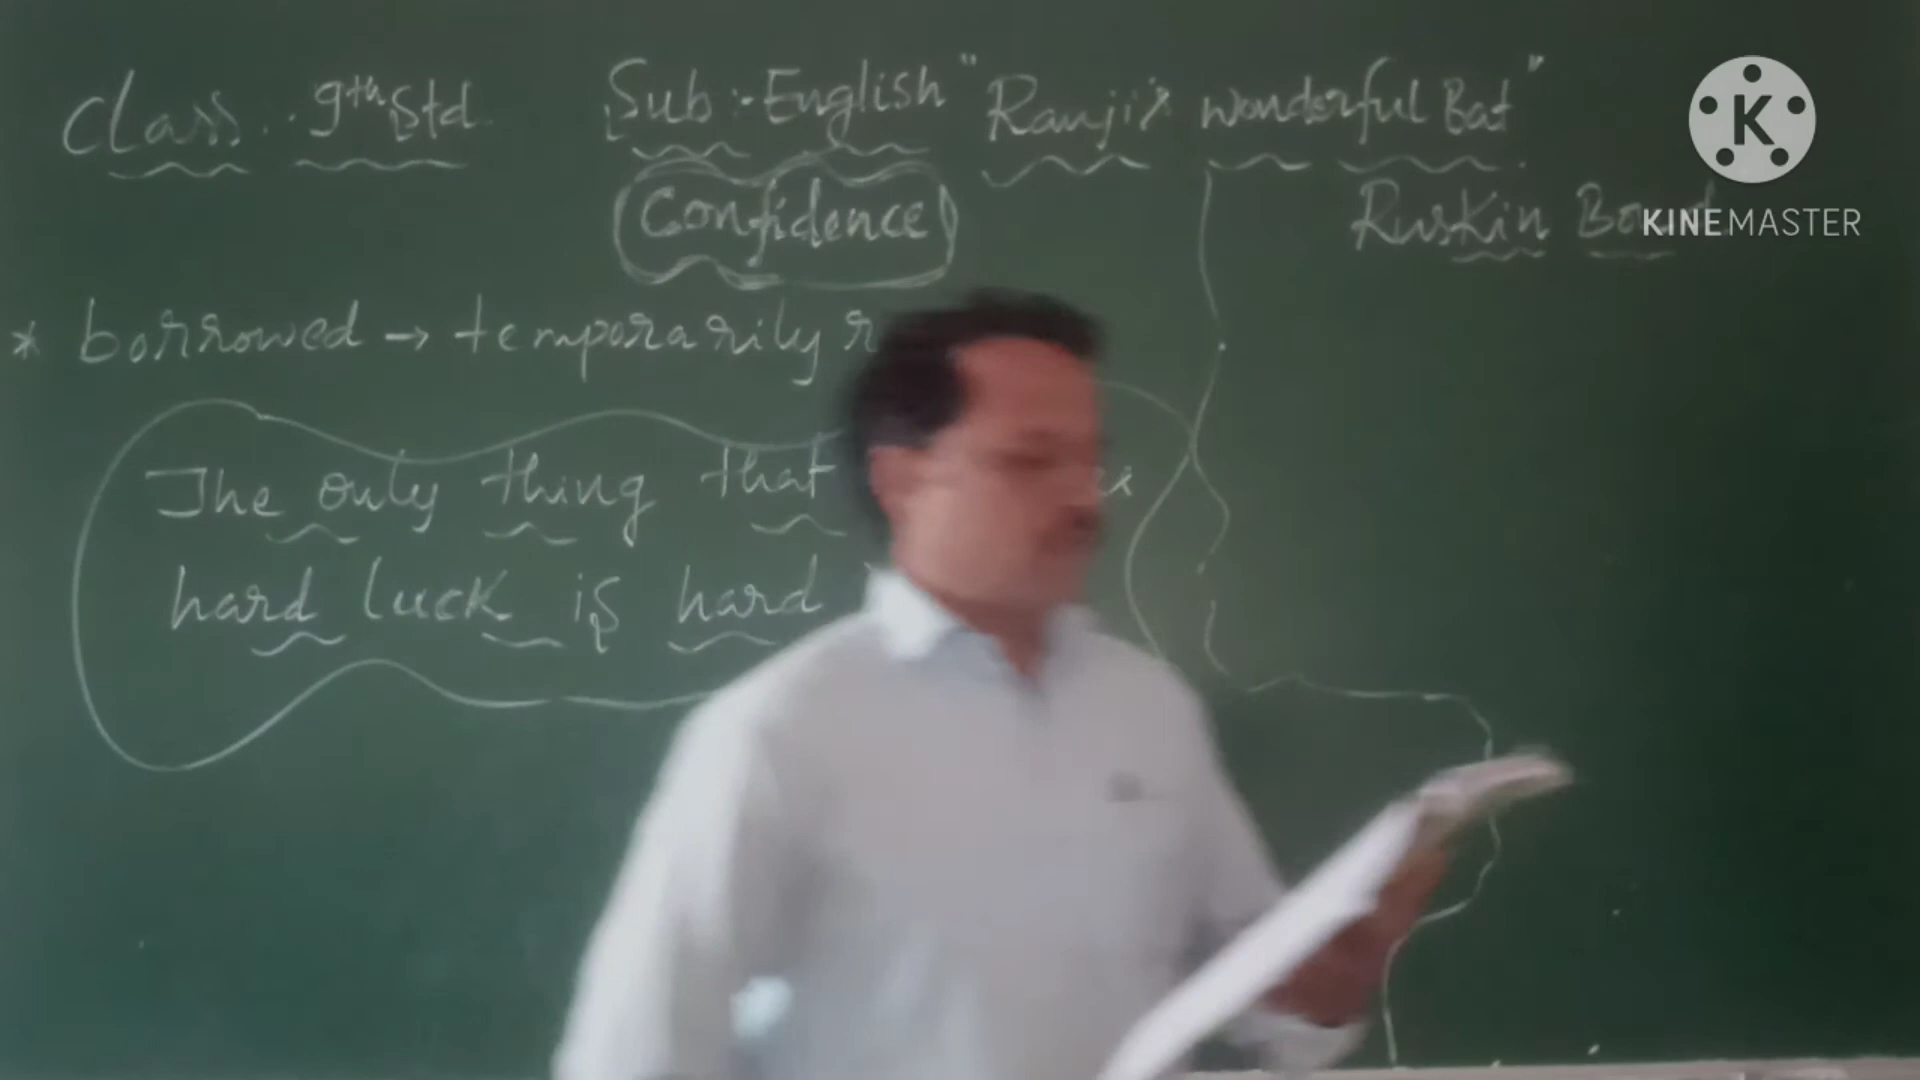 Class. 9th Std Sub :- English "Ranji's wonderful Bat"
Confidence Ruskin
KINEMASTER
* borrowed → temporarily
The only thing that
hard luck is hard